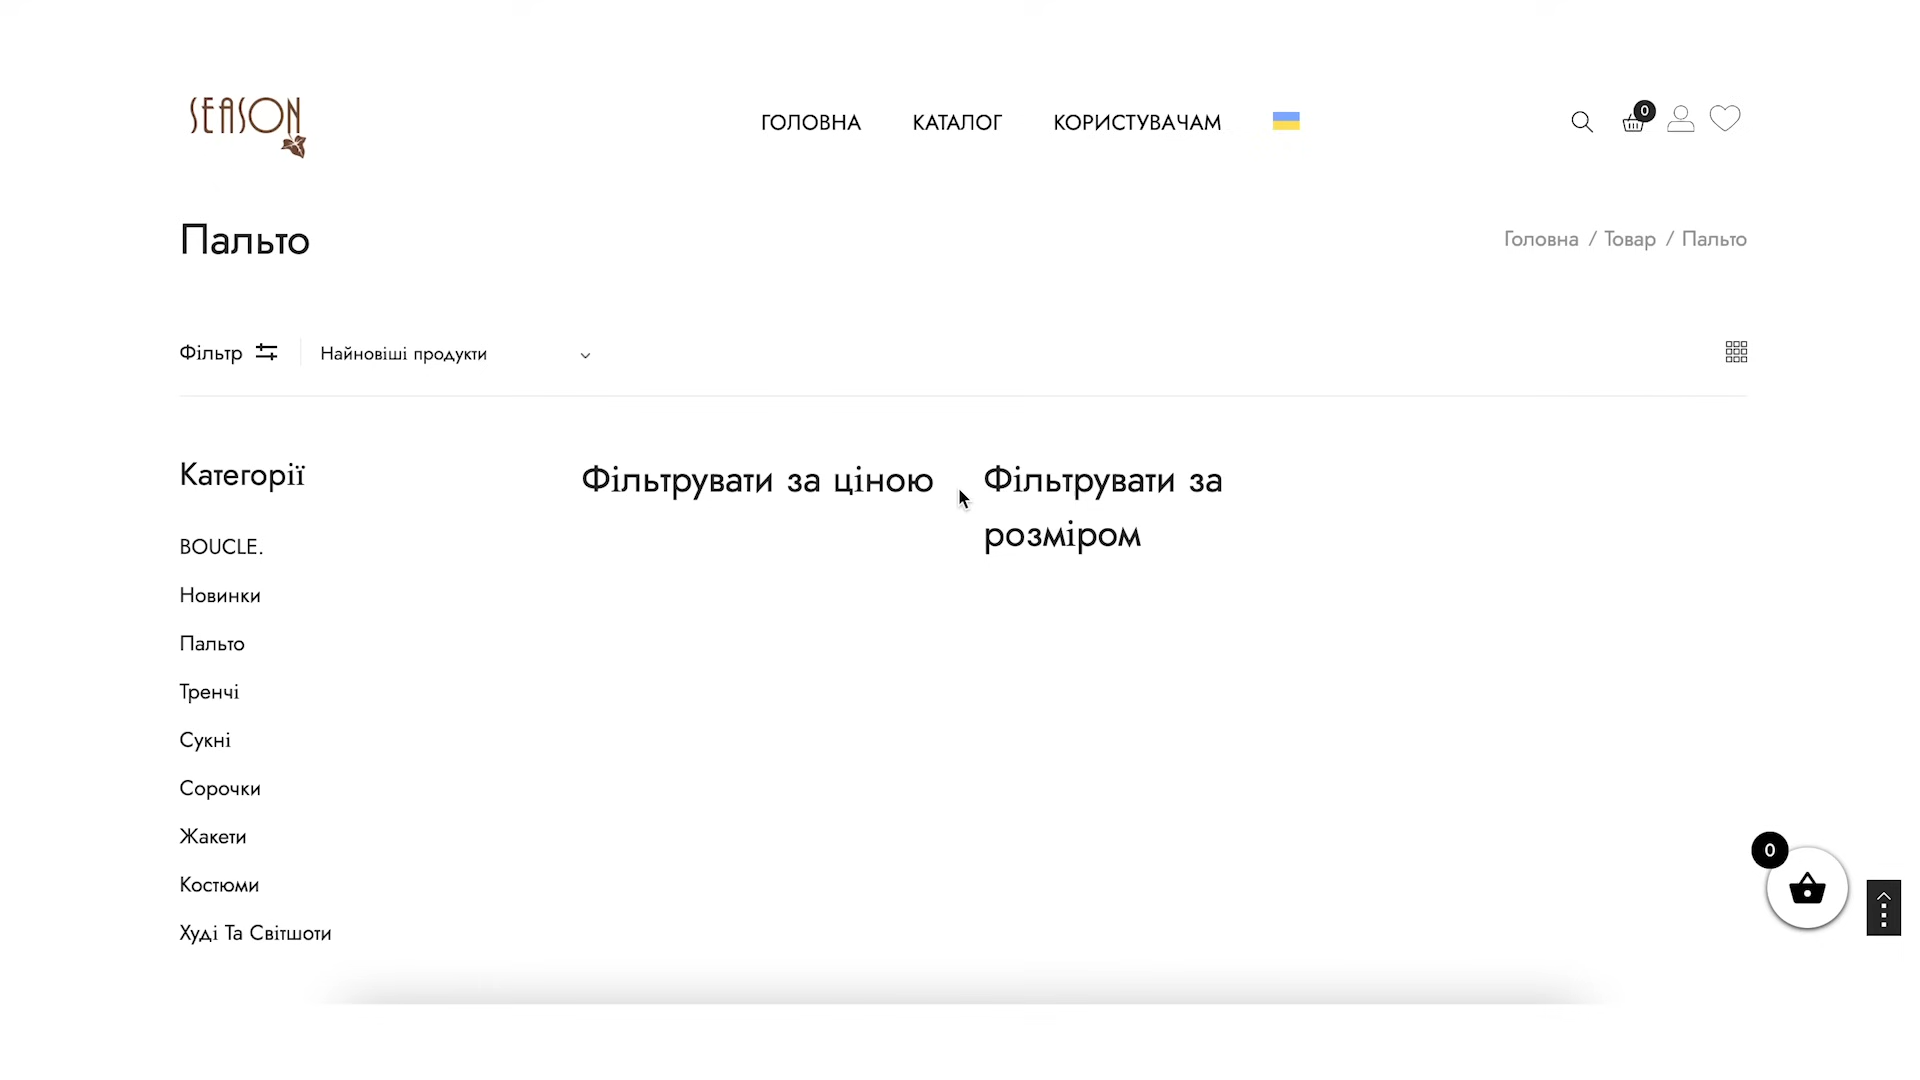 SEASON
ГОЛОВНА
КАТАЛОГ
КОРИСТУВАЧАМ
0
Пальто
Головна / Товар / Пальто
Фільтр
Найновіші продукти
Категорії
BOUCLE.
Новинки
Пальто
Тренчі
Сукні
Сорочки
Жакети
Костюми
Худі Та Світшоти
Фільтрувати за ціною
Фільтрувати за
розміром
0